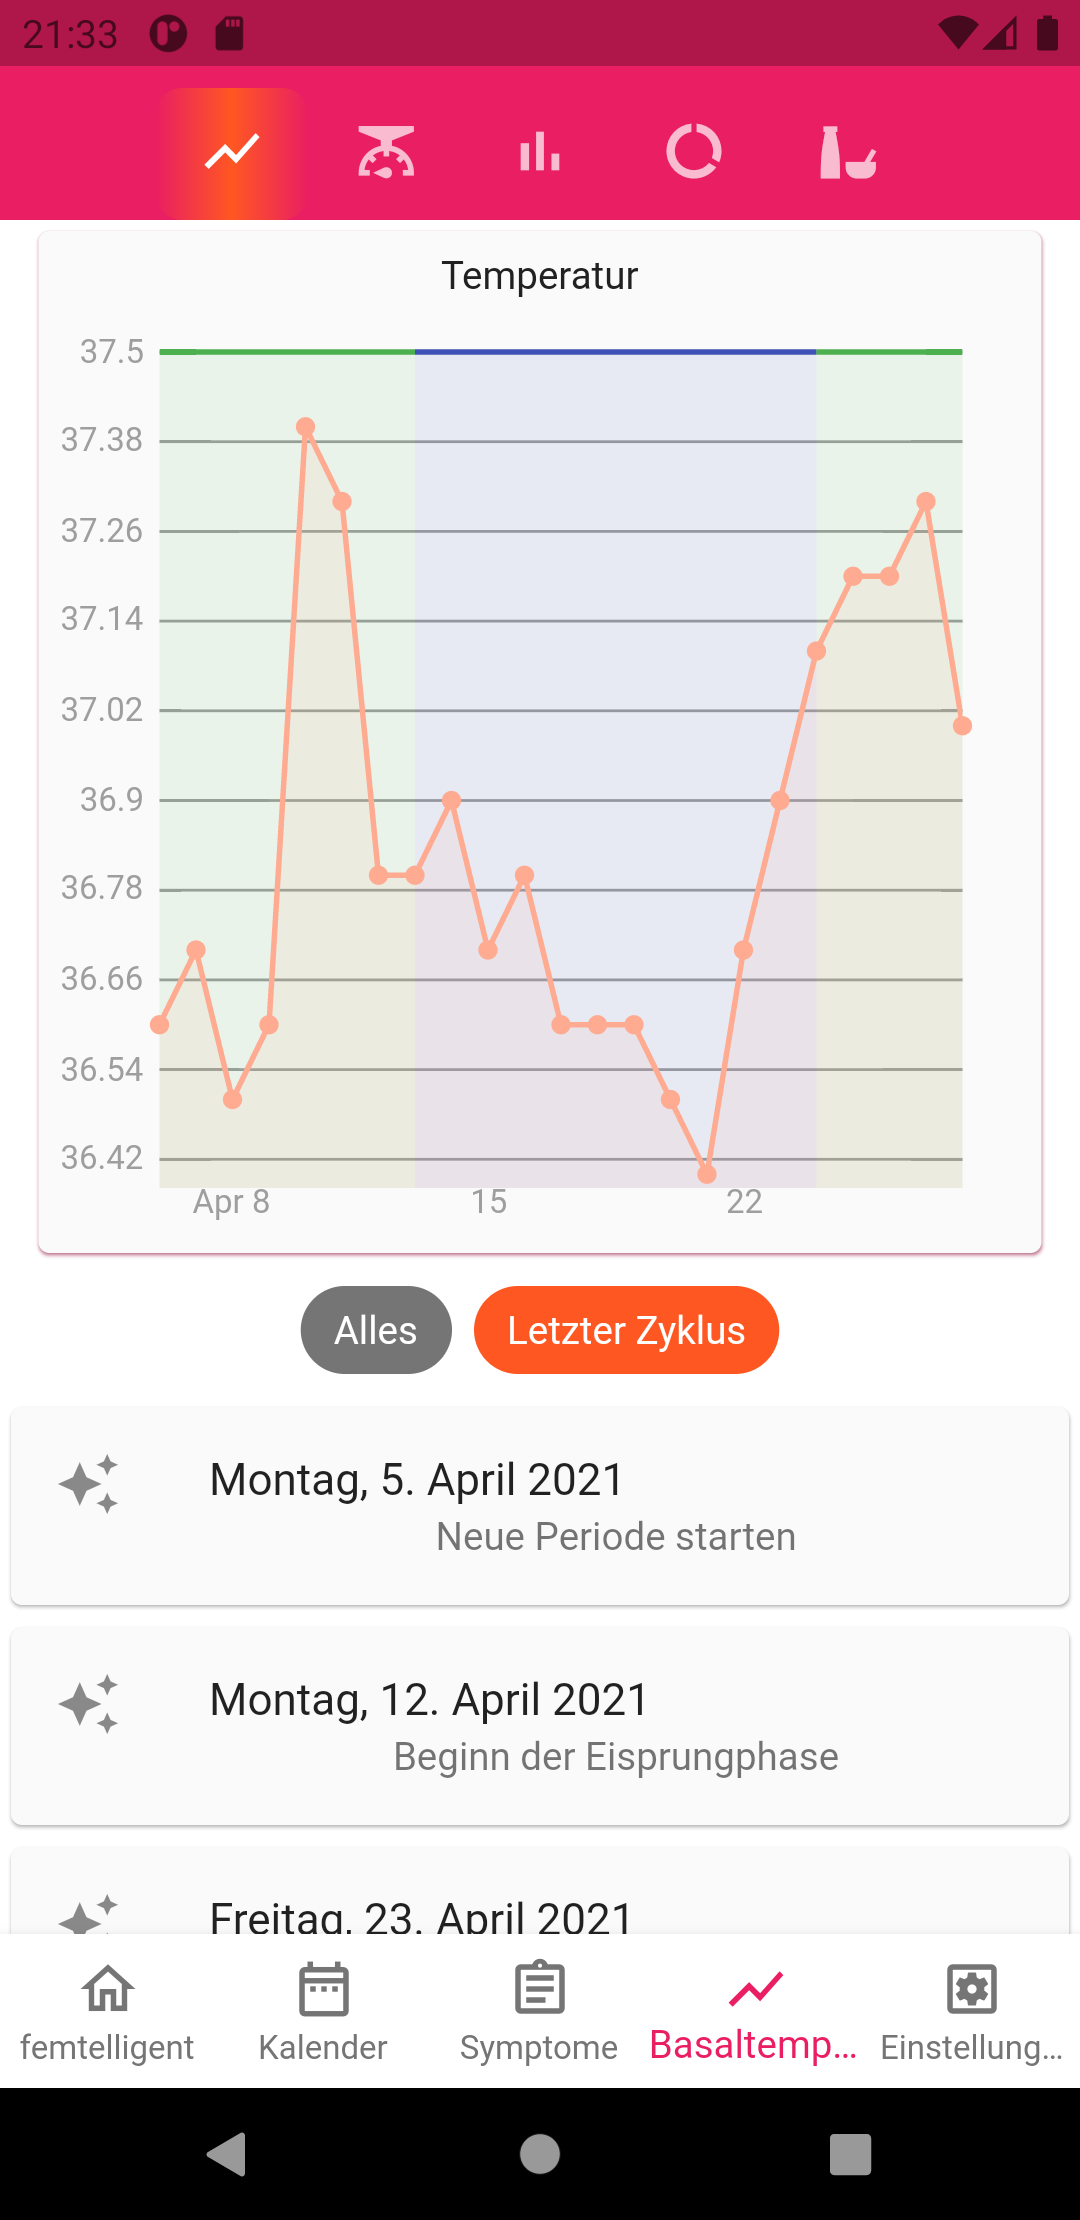 21:33
Temperatur
37.5
37.38
37.26
37.14
37.02
36.9
36.78
36.66
36.54
36.42
Apr 8 15 22
Alles Letzter Zyklus
Montag, 5. April 2021
Neue Periode starten
Montag, 12. April 2021
Beginn der Eisprungphase
Freitag, 23. April 2021
femtelligent Kalender Symptome Basaltemp... Einstellung...